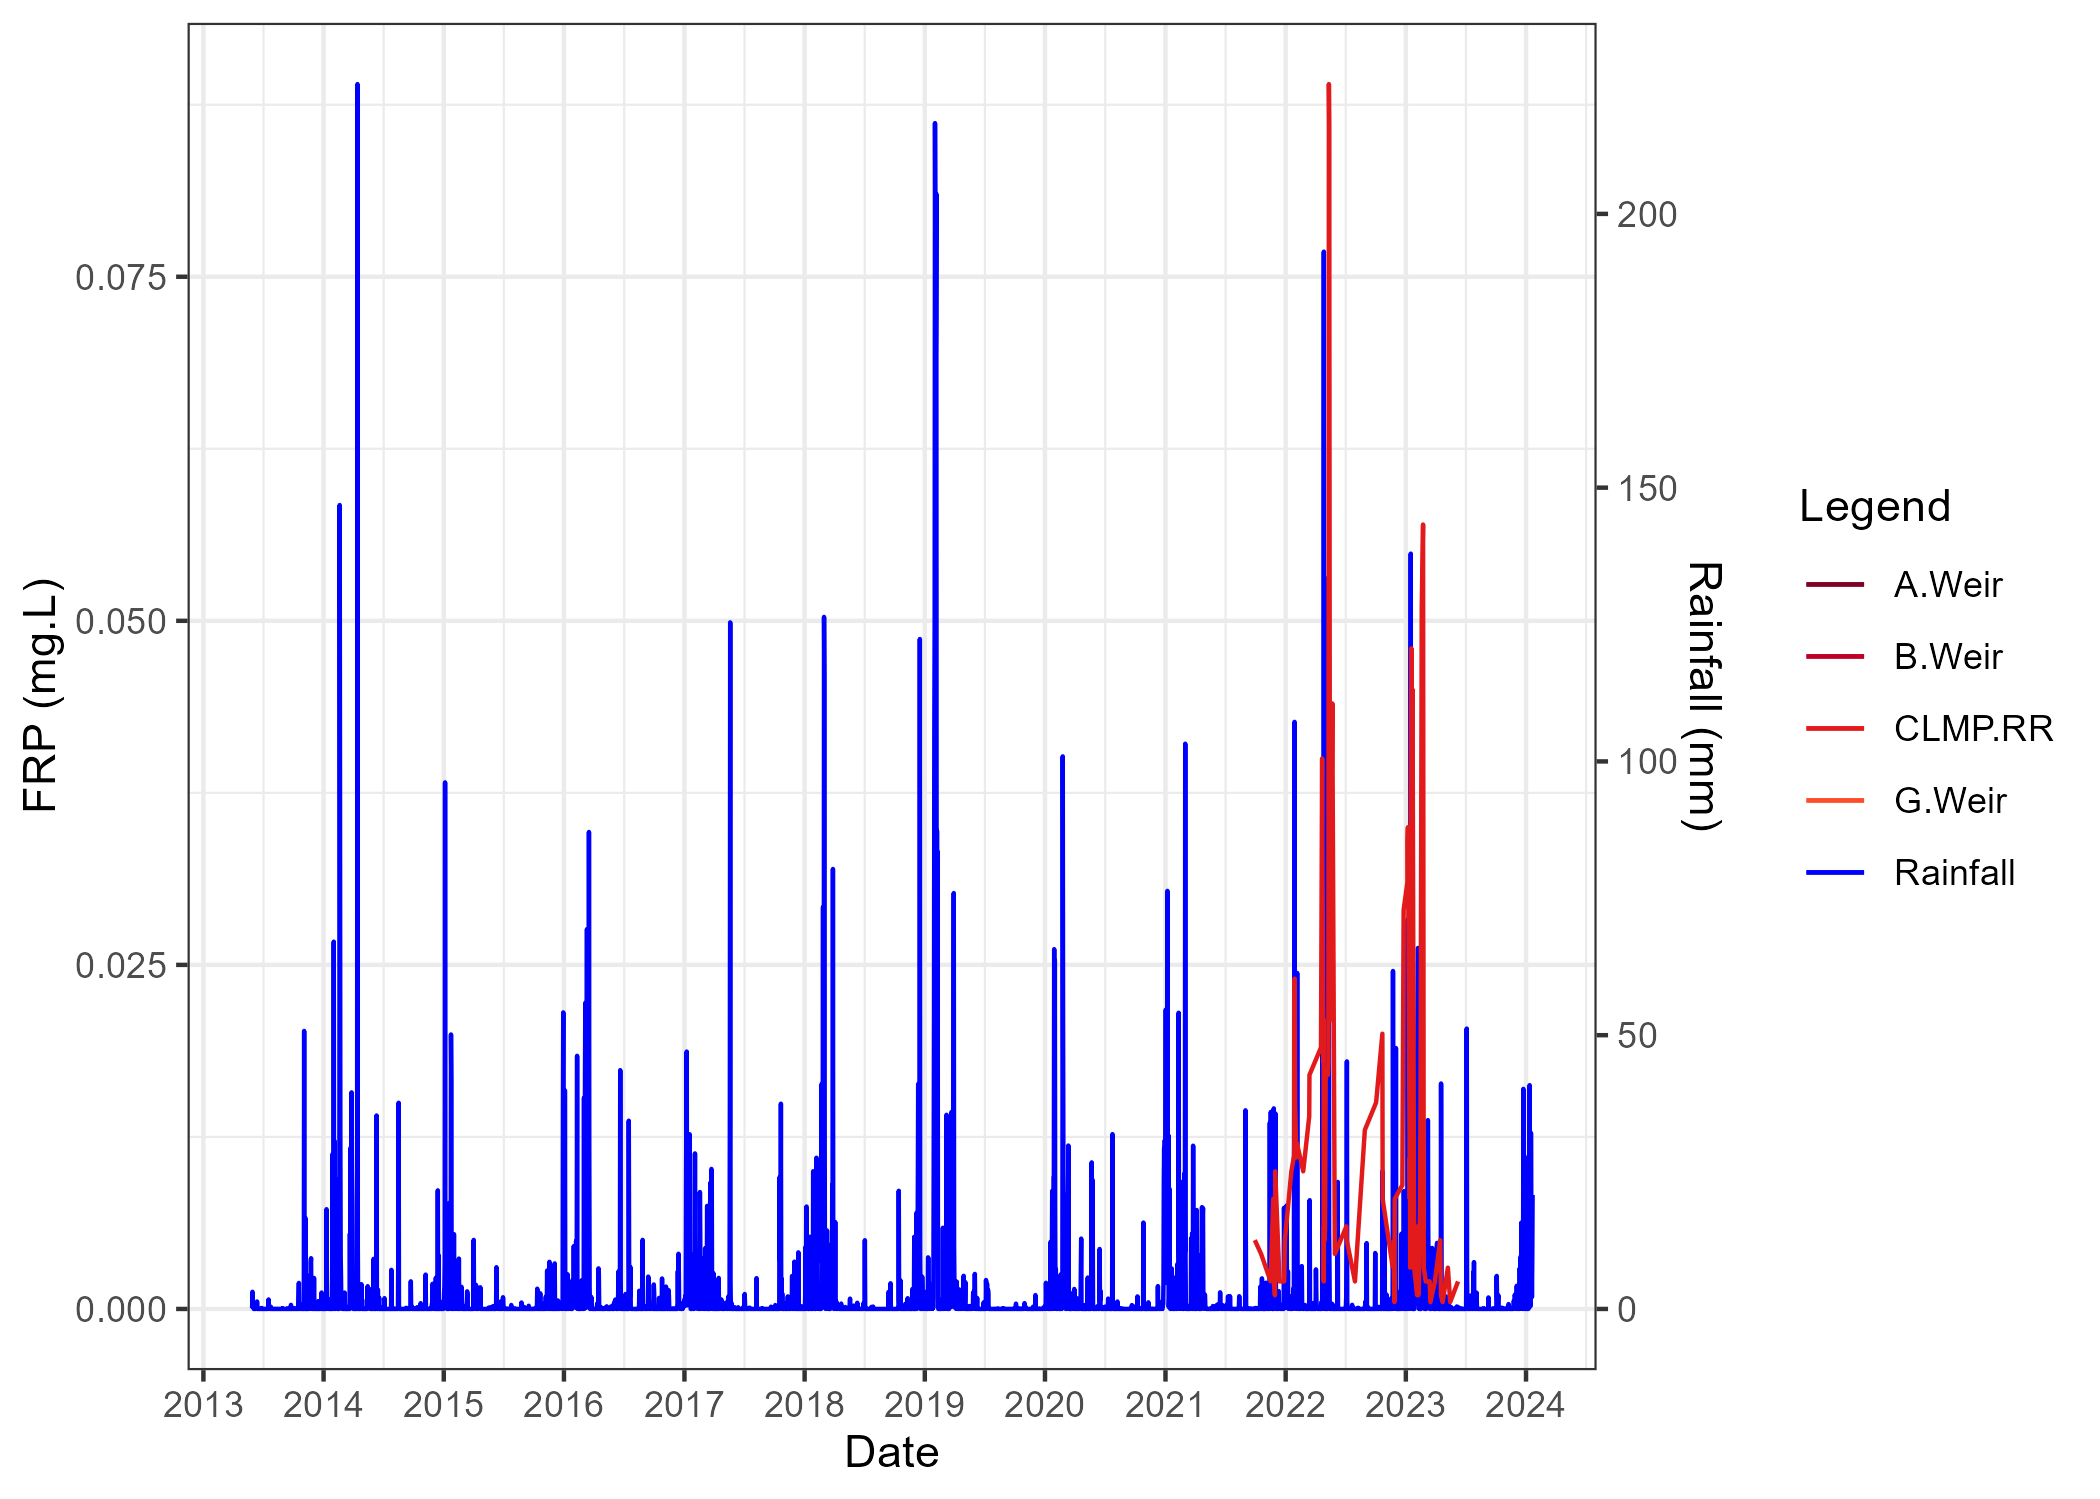 FRP (mg.L)
0.075
0.050
0.025
0.000
200
150
100
50
0
Rainfall (mm)
2013 2014 2015 2016 2017 2018 2019 2020 2021 2022 2023 2024
Date
Legend
A.Weir
B.Weir
CLMP.RR
G.Weir
Rainfall